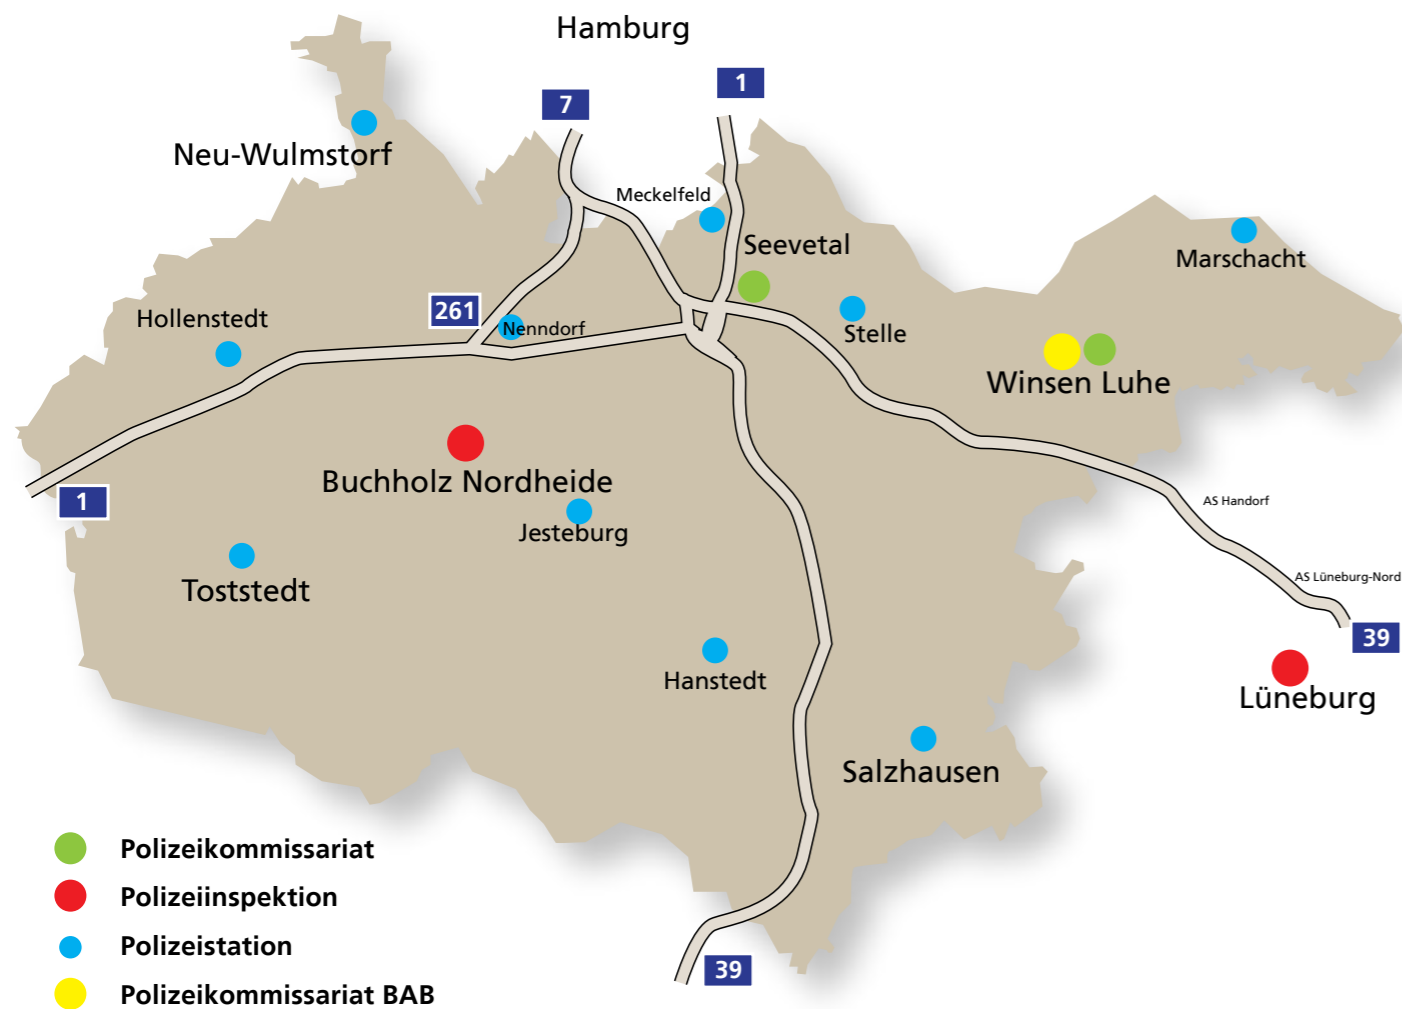 Hamburg
1
7
Neu-Wulmstorf
Meckelfeld
Seevetal
Marschacht
261
Hollenstedt
Nenndorf
Stelle
Winsen Luhe
Buchholz Nordheide
1
AS Handorf
Jesteburg
AS Lüneburg-Nord
Toststedt
39
Hanstedt
Lüneburg
Salzhausen
Polizeikommissariat
Polizeiinspektion
Polizeistation
39
Polizeikommissariat BAB